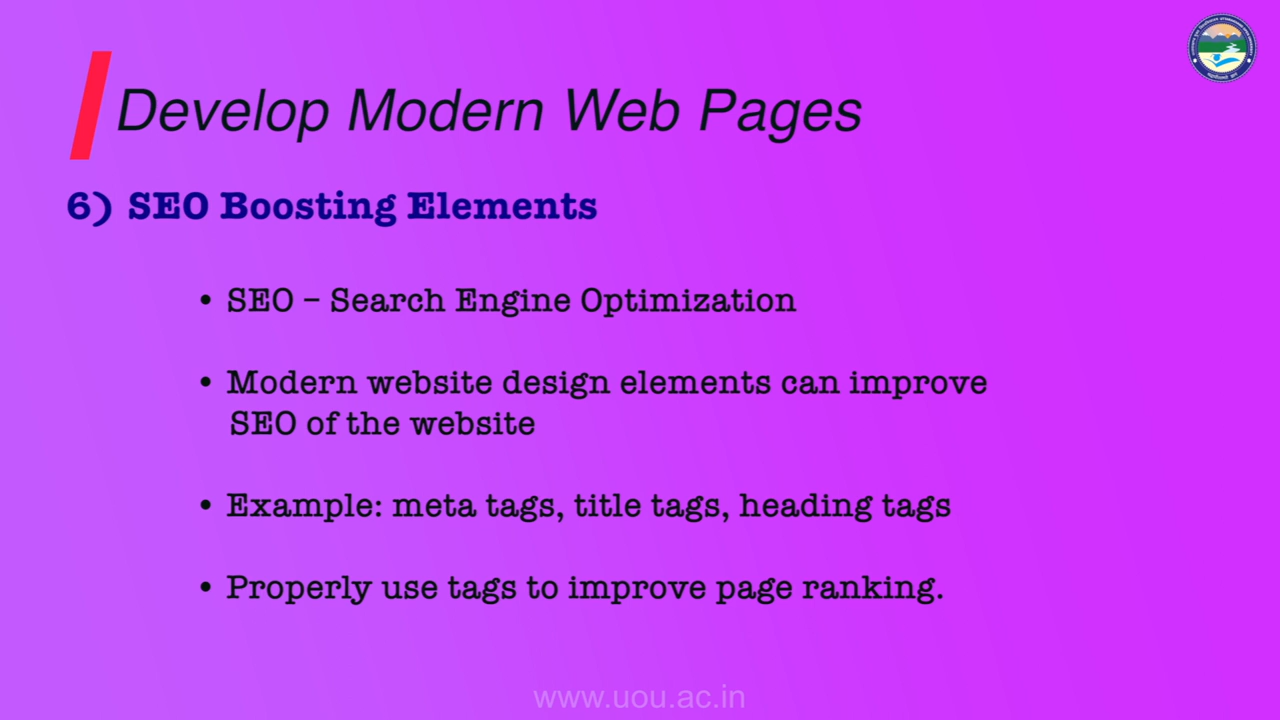 Develop Modern Web Pages
6) SEO Boosting Elements
• SEO – Search Engine Optimization
• Modern website design elements can improve
SEO of the website
• Example: meta tags, title tags, heading tags
• Properly use tags to improve page ranking.
www.uou.ac.in